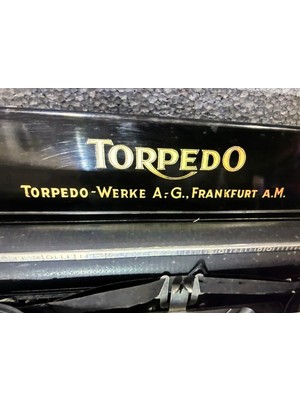 TORPEDO
TORPEDO-WERKE A.-G., FRANKFURT A.M.